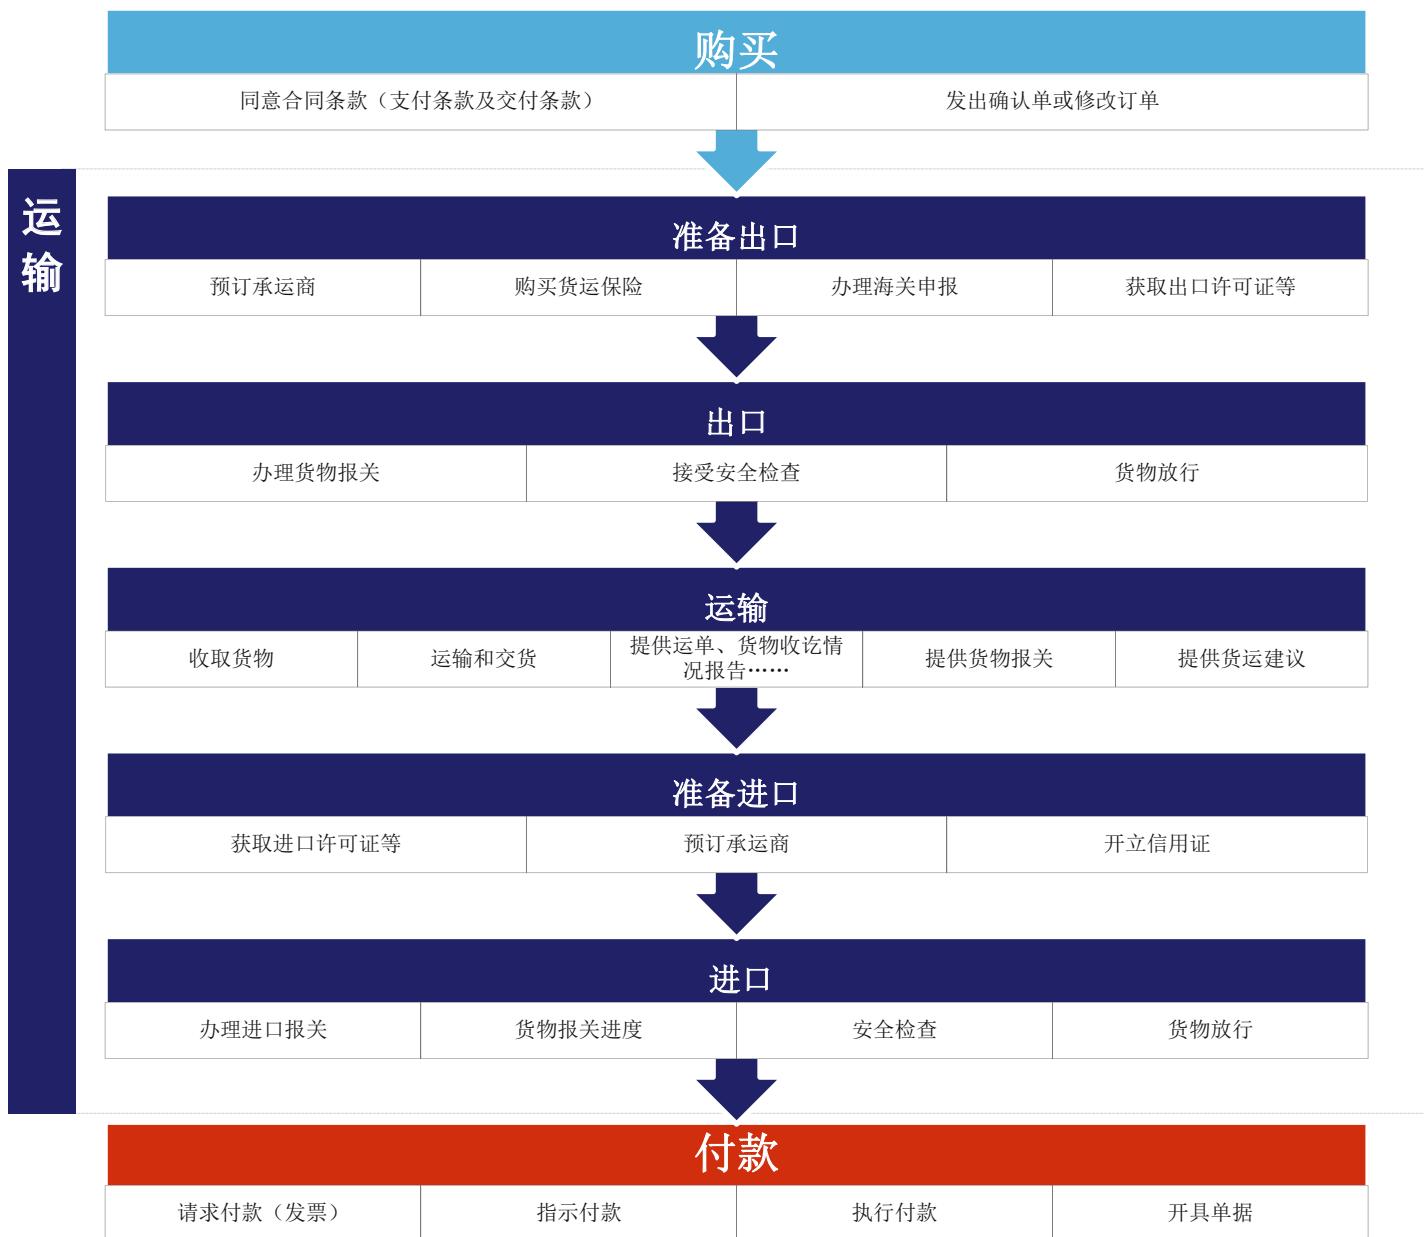 购买
同意合同条款（支付条款及交付条款）
发出确认单或修改订单
运
输
准备出口
预订承运商
购买货运保险
办理海关申报
获取出口许可证等
出口
办理货物报关
接受安全检查
货物放行
运输
收取货物
运输和交货
提供运单、货物收讫情
况报告……
提供货物报关
提供货运建议
准备进口
获取进口许可证等
预订承运商
开立信用证
进口
办理进口报关
货物报关进度
安全检查
货物放行
付款
请求付款（发票）
指示付款
执行付款
开具单据